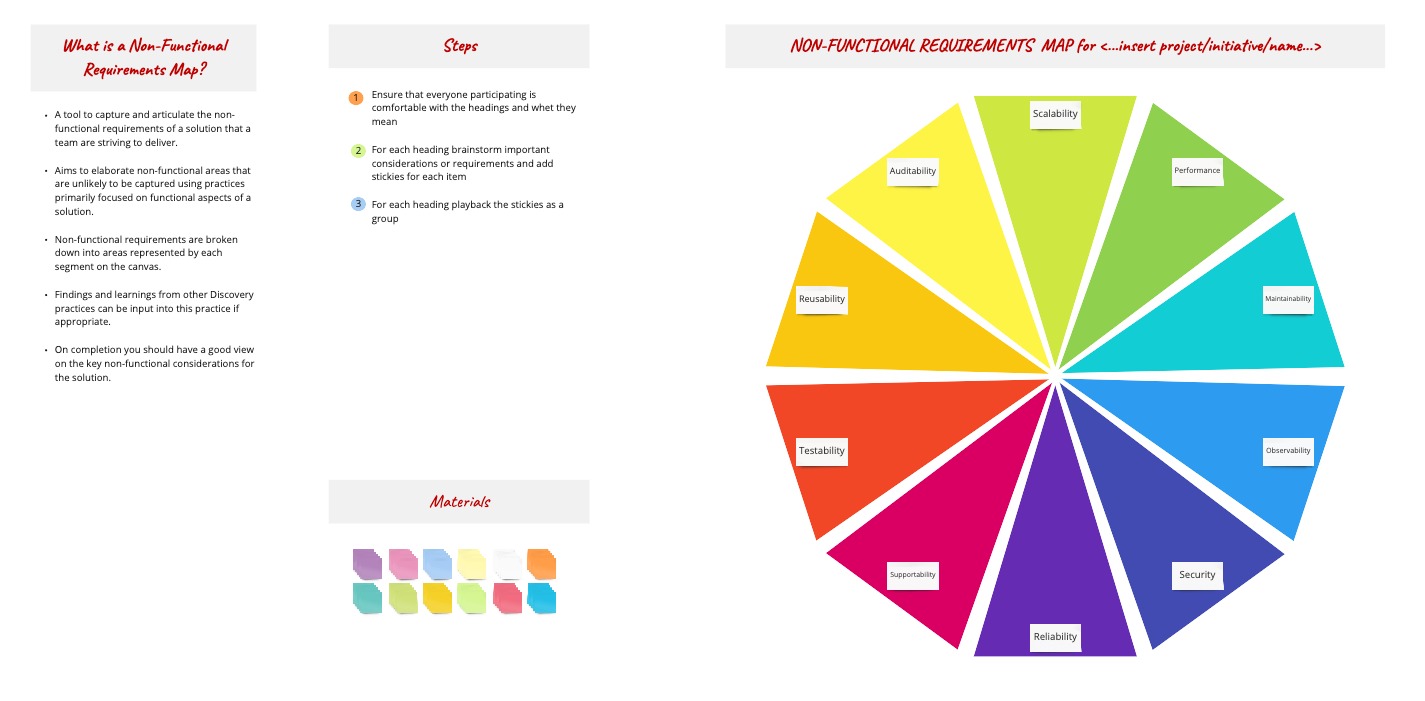 What is a Non-Functional
Requirements Map?
• A tool to capture and articulate the non-
functional requirements of a solution that a
team are striving to deliver.
• Aims to elaborate non-functional areas that
are unlikely to be captured using practices
primarily focused on functional aspects of a
solution.
• Non-functional requirements are broken
down into areas represented by each
segment on the canvas.
• Findings and learnings from other Discovery
practices can be input into this practice if
appropriate.
• On completion you should have a good view
on the key non-functional considerations for
the solution.
Steps
1 Ensure that everyone participating is
comfortable with the headings and whet they
mean
2 For each heading brainstorm important
considerations or requirements and add
stickies for each item
3 For each heading playback the stickies as a
group
Materials
NON-FUNCTIONAL REQUIREMENTS MAP for <...insert project/initiative/name...>
Scalability
Auditability
Performance
Reusability
Maintainability
Testability
Observability
Supportability
Security
Reliability